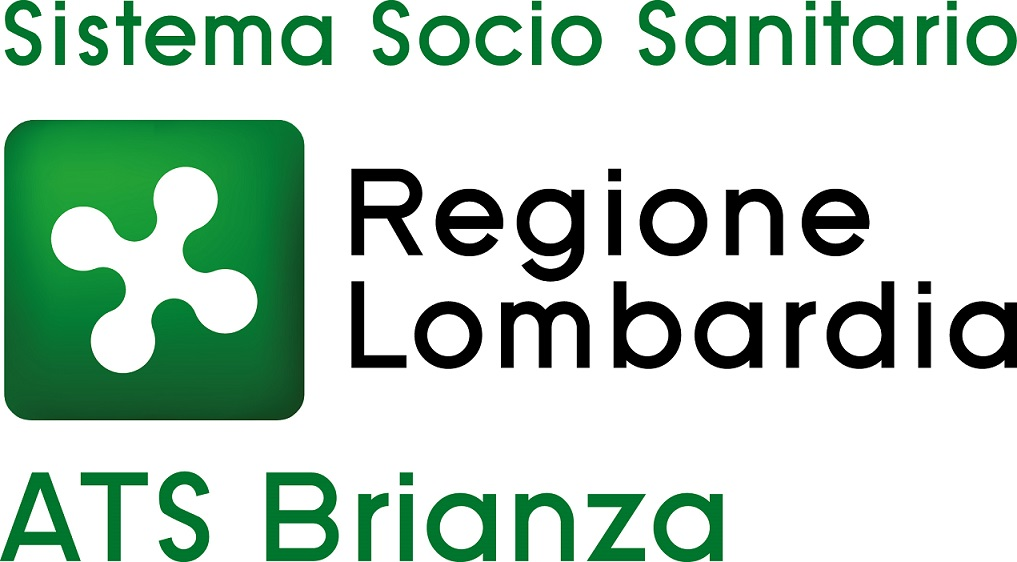 Sistema Socio Sanitario
Regione
Lombardia
ATS Brianza